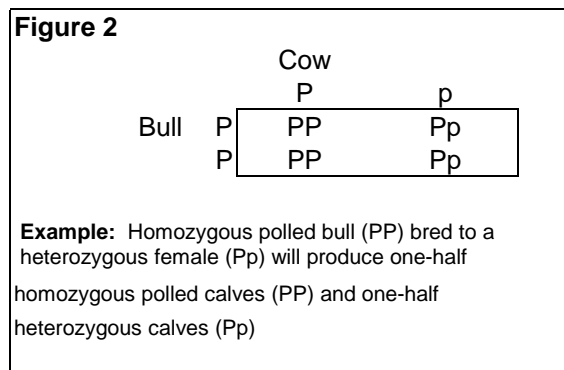 Figure 2
Cow
P p
Bull P PP Pp
P PP Pp
Example: Homozygous polled bull (PP) bred to a
heterozygous female (Pp) will produce one-half
homozygous polled calves (PP) and one-half
heterozygous calves (Pp)